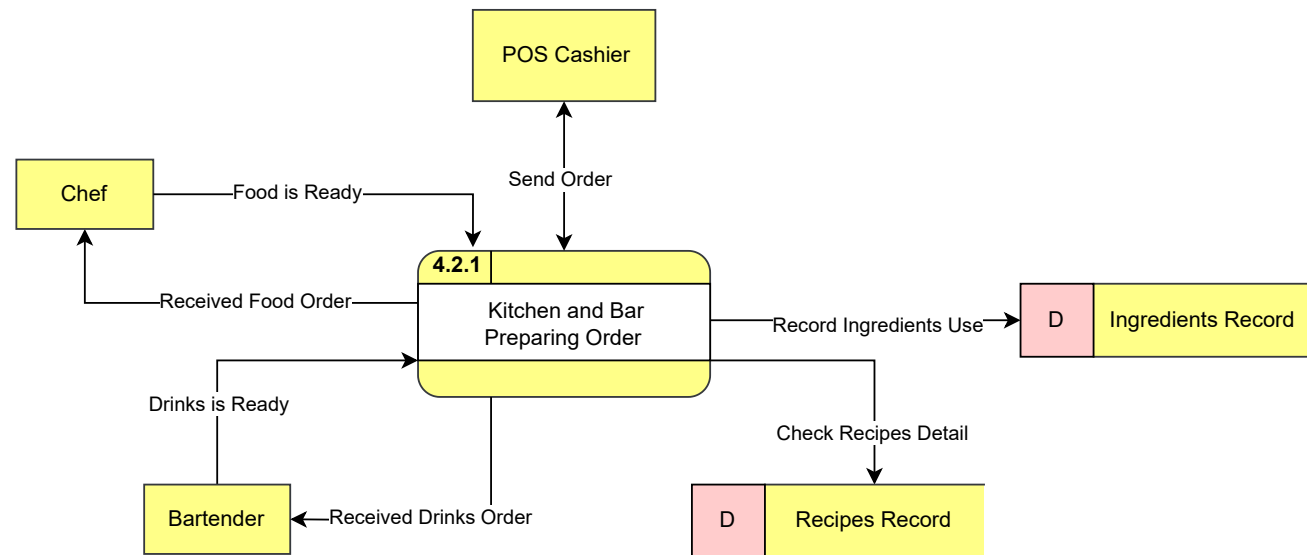 POS Cashier
Chef
Food is Ready
Send Order
4.2.1
Received Food Order
Kitchen and Bar
Preparing Order
Record Ingredients Use
D
Ingredients Record
Drinks is Ready
Check Recipes Detail
Bartender
Received Drinks Order
D
Recipes Record